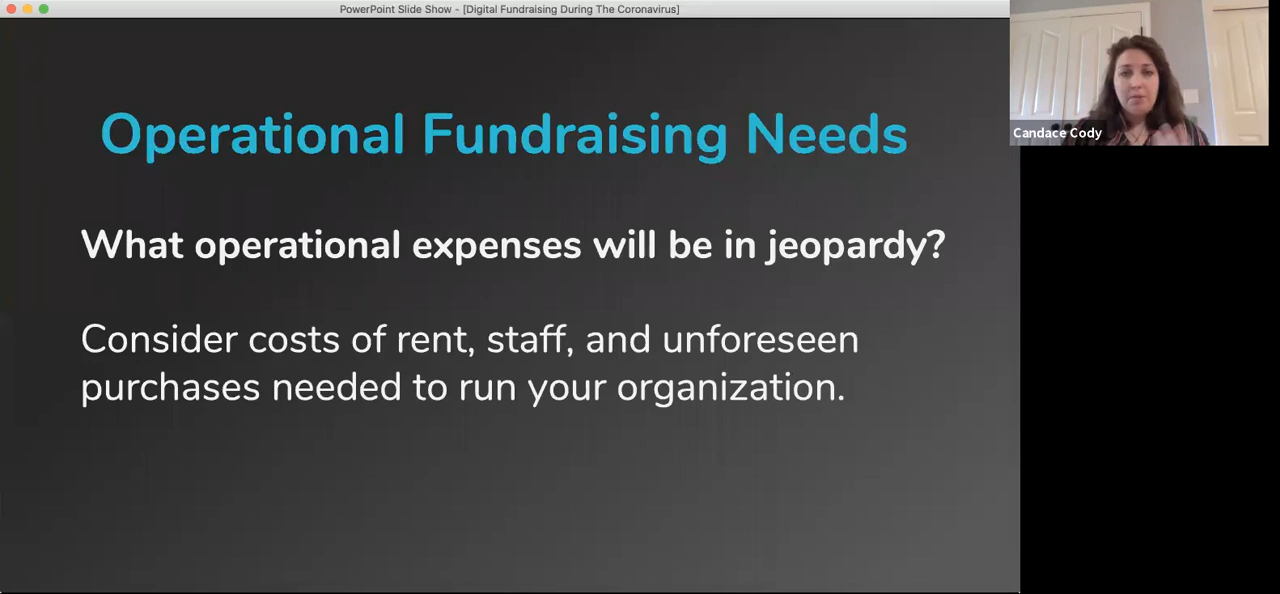 PowerPoint Slide Show - [Digital Fundraising During The Coronavirus]
Candace Cody
Operational Fundraising Needs
What operational expenses will be in jeopardy?
Consider costs of rent, staff, and unforeseen
purchases needed to run your organization.